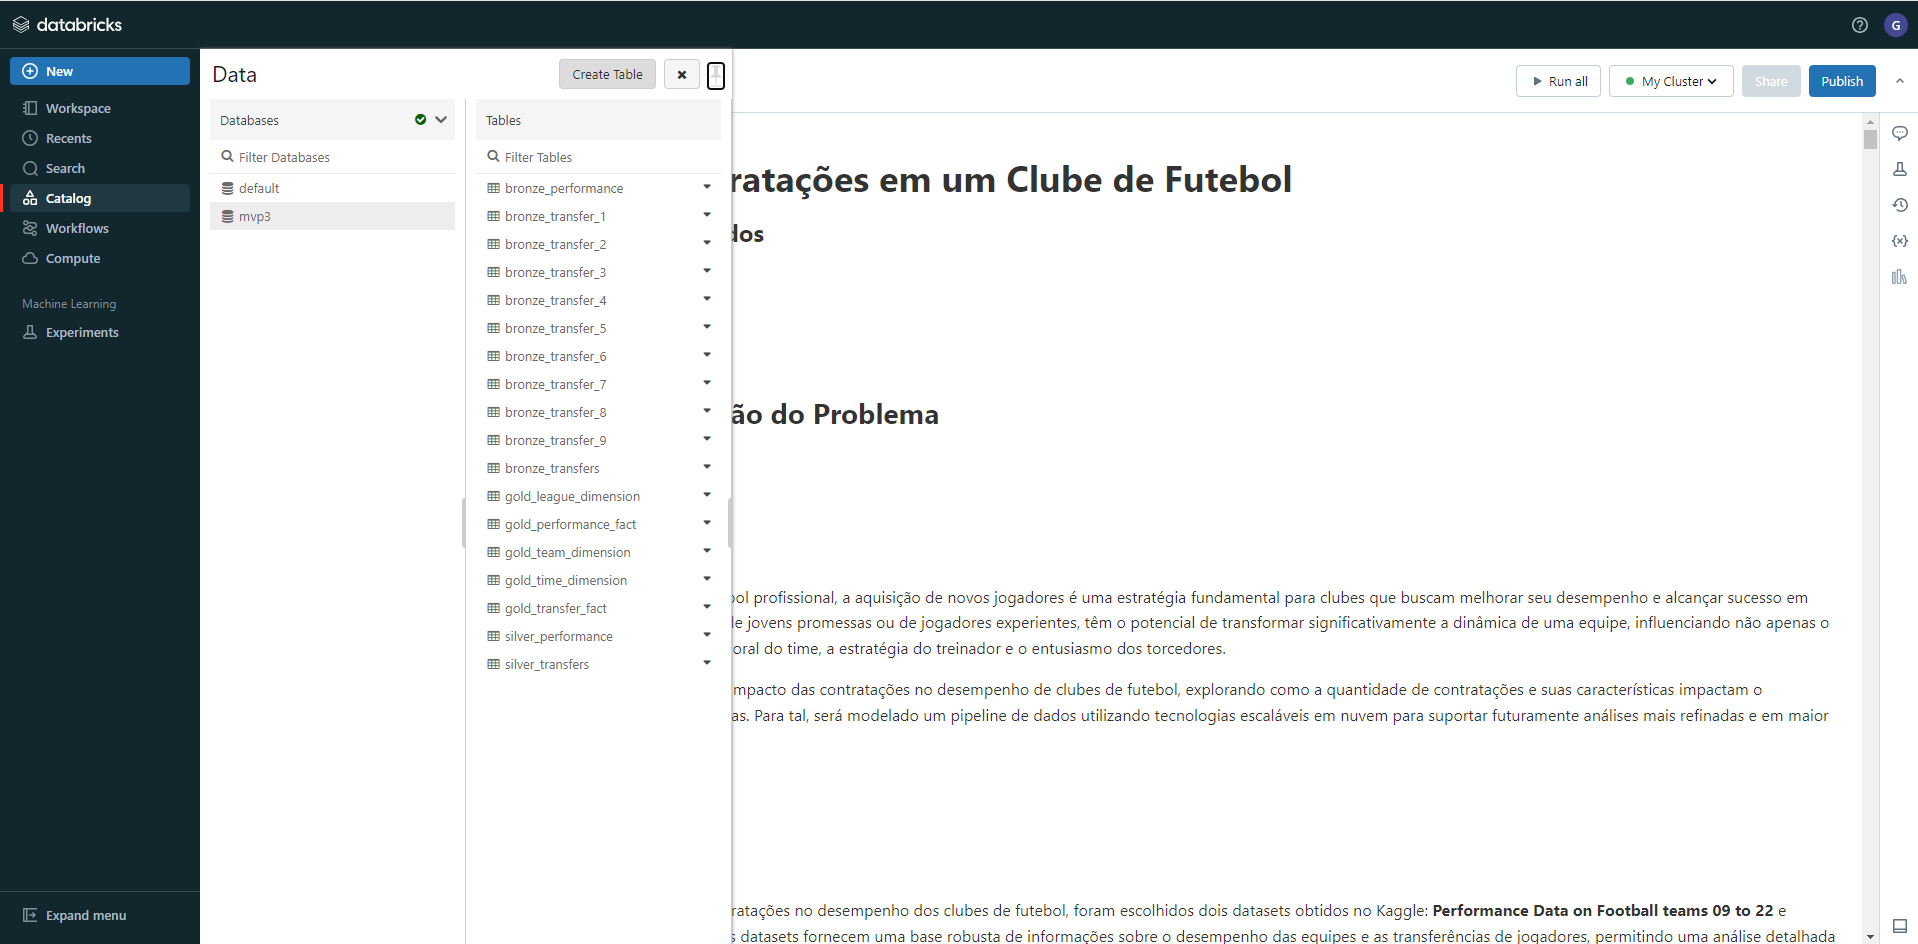 databricks
G
New
Workspace
Recents
Search
Catalog
Workflows
Compute
Machine Learning
Experiments
Expand menu
Data
Create Table
Databases
Filter Databases
default
mvp3
Tables
Filter Tables
bronze_performance
bronze_transfer_1
bronze_transfer_2
bronze_transfer_3
bronze_transfer_4
bronze_transfer_5
bronze_transfer_6
bronze_transfer_7
bronze_transfer_8
bronze_transfer_9
bronze_transfers
gold_league_dimension
gold_performance_fact
gold_team_dimension
gold_time_dimension
gold_transfer_fact
silver_performance
silver_transfers
Run all
My Cluster
Share
Publish
ratações em um Clube de Futebol
dos
ão do Problema
ol profissional, a aquisição de novos jogadores é uma estratégia fundamental para clubes que buscam melhorar seu desempenho e alcançar sucesso em
le jovens promessas ou de jogadores experientes, têm o potencial de transformar significativamente a dinâmica de uma equipe, influenciando não apenas o
oral do time, a estratégia do treinador e o entusiasmo dos torcedores.
mpacto das contratações no desempenho de clubes de futebol, explorando como a quantidade de contratações e suas características impactam o
as. Para tal, será modelado um pipeline de dados utilizando tecnologias escaláveis em nuvem para suportar futuramente análises mais refinadas e em maior
ratações no desempenho dos clubes de futebol, foram escolhidos dois datasets obtidos no Kaggle: Performance Data on Football teams 09 to 22 e
s datasets fornecem uma base robusta de informações sobre o desempenho das equipes e as transferências de jogadores, permitindo uma análise detalhada